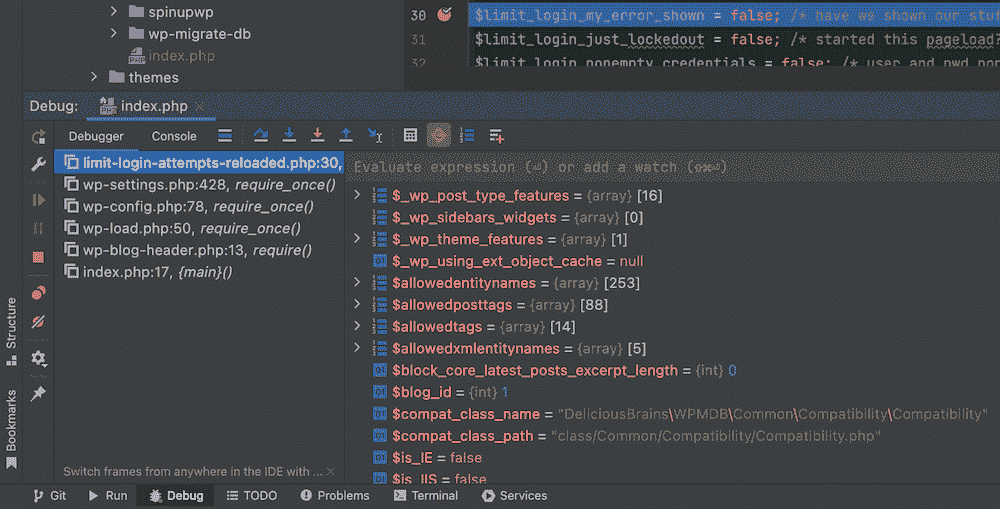 spinupwp
wp-migrate-db
index.php
themes
30 $limit_login_my_error_shown = false; /* have we shown our stuf
31 $limit_login_just_lockedout = false; /* started this pageload?
32 $limit_login_nonempty_credentials = false; /* user and pwd non
Debug: index.php
Debugger Console
limit-login-attempts-reloaded.php:30,
wp-settings.php:428, require_once()
wp-config.php:78, require_once()
wp-load.php:50, require_once()
wp-blog-header.php:13, require()
index.php:17, {main}()
Switch frames from anywhere in the IDE with ...
Evaluate expression (⏎) or add a watch (⇧⌘⏎)
$_wp_post_type_features = {array} [16]
$_wp_sidebars_widgets = {array} [0]
$_wp_theme_features = {array} [1]
$_wp_using_ext_object_cache = null
$allowedentitynames = {array} [253]
$allowedposttags = {array} [88]
$allowedtags = {array} [14]
$allowedxmlentitynames = {array} [5]
$block_core_latest_posts_excerpt_length = {int} 0
$blog_id = {int} 1
$compat_class_name = "DeliciousBrains\WPMDB\Common\Compatibility\Compatibility"
$compat_class_path = "class/Common/Compatibility/Compatibility.php"
$is_IE = false
$is_IIS = false
Structure
Bookmarks
Git Run Debug TODO Problems Terminal Services